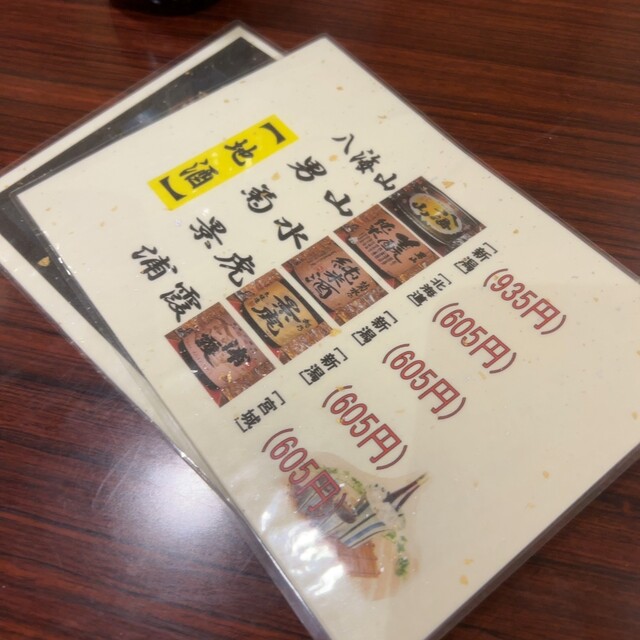 【地酒】
八海山 [新潟] (935円)
男山 [北海道] (605円)
菊水 [新潟] (605円)
景虎 [新潟] (605円)
浦霞 [宮城] (605円)